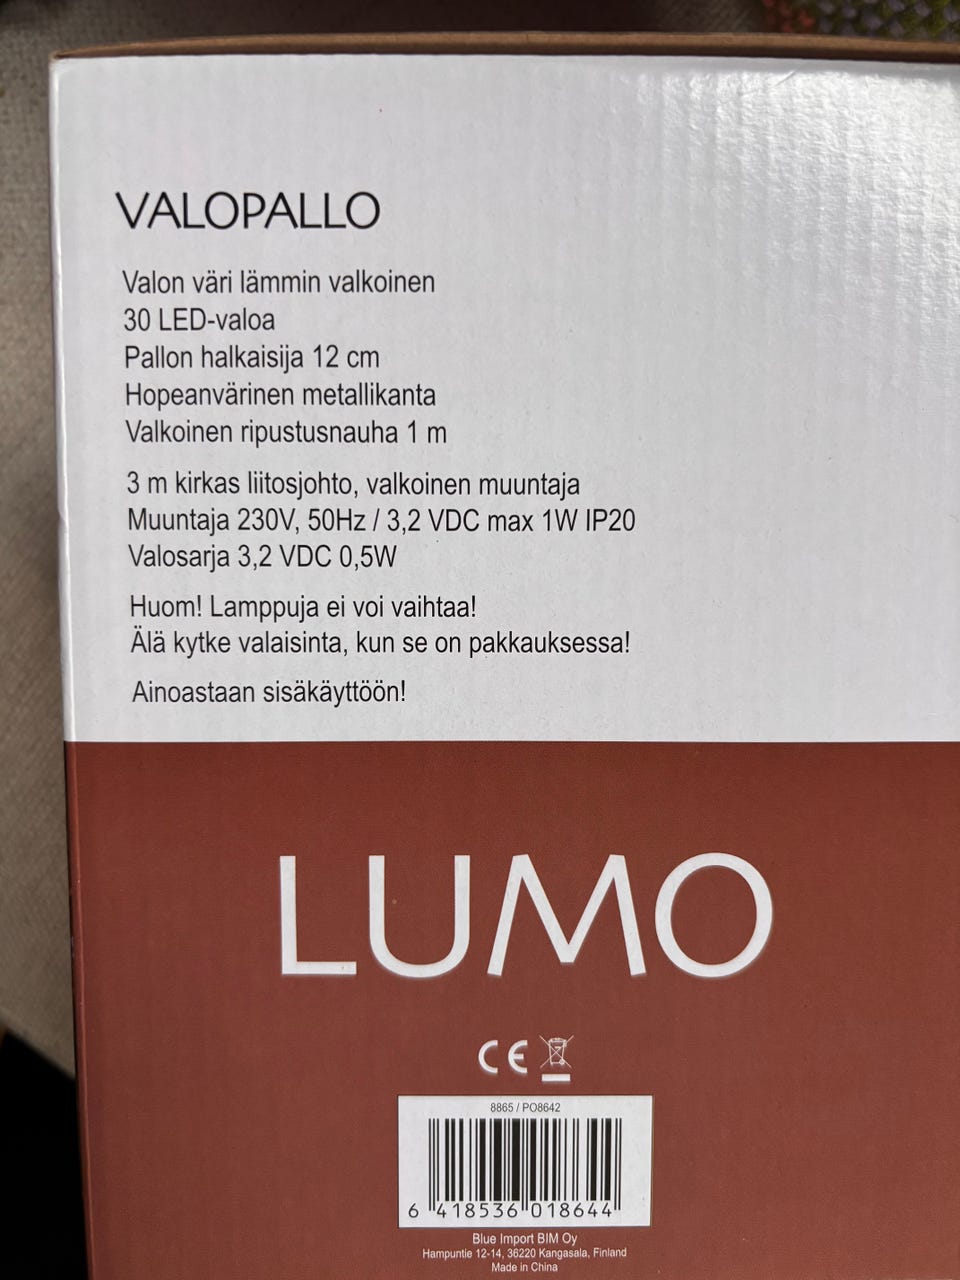 VALOPALLO
Valon väri lämmin valkoinen
30 LED-valoa
Pallon halkaisija 12 cm
Hopeanvärinen metallikanta
Valkoinen ripustusnauha 1 m
3 m kirkas liitosjohto, valkoinen muuntaja
Muuntaja 230V, 50Hz / 3,2 VDC max 1W IP20
Valosarja 3,2 VDC 0,5W
Huom! Lamppuja ei voi vaihtaa!
Älä kytke valaisinta, kun se on pakkauksessa!
Ainoastaan sisäkäyttöön!
LUMO
CE
8865 / PO8642
6 418536 018644
Blue Import BIM Oy
Hampuntie 12-14, 36220 Kangasala, Finland
Made in China